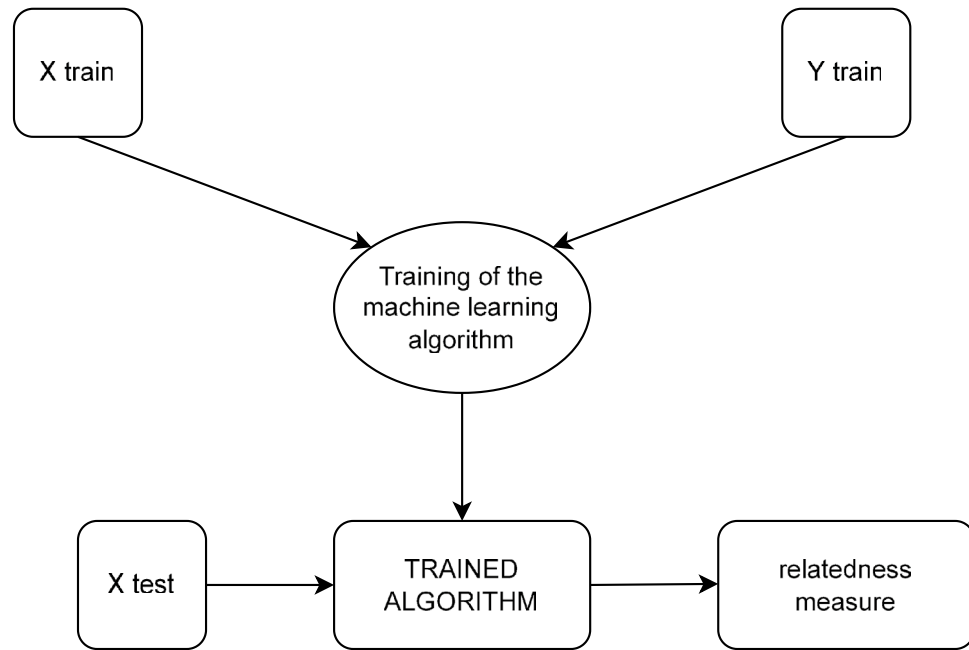 X train
Y train
Training of the
machine learning
algorithm
X test
TRAINED
ALGORITHM
relatedness
measure